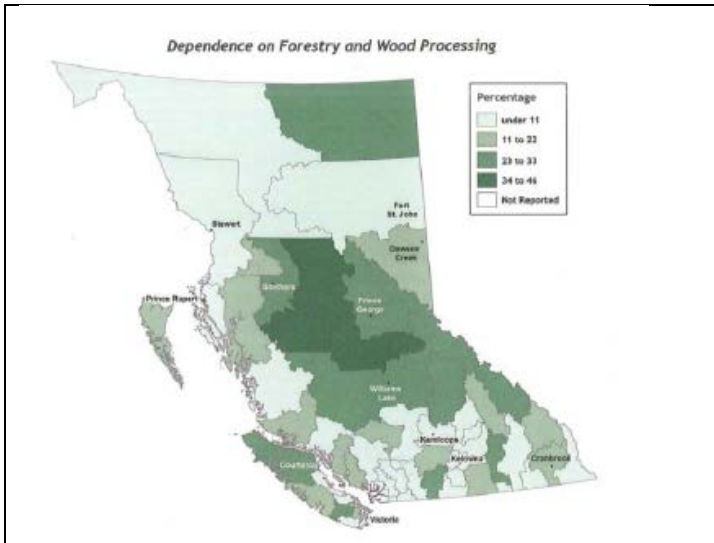 Dependence on Forestry and Wood Processing
Percentage
under 11
11 to 22
23 to 33
34 to 46
Not Reported
Fort
St. John
Stewart
Dawson
Creek
Smithers
Prince Rupert
Prince
George
Williams
Lake
Kamloops
Kelowna
Cranbrook
Courtenay
Victoria